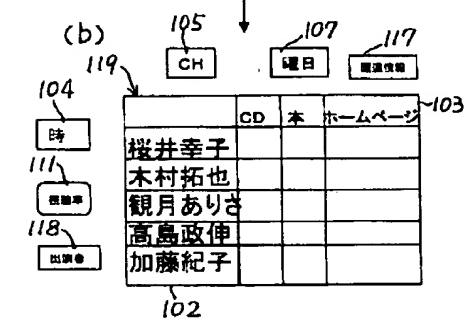 (b)
105
107
117
CH
曜日
関連情報
119
104
103
CD 本 ホームページ
時
桜井幸子
木村拓也
111
視聴率
観月ありさ
118
高島政伸
出演者
加藤紀子
102